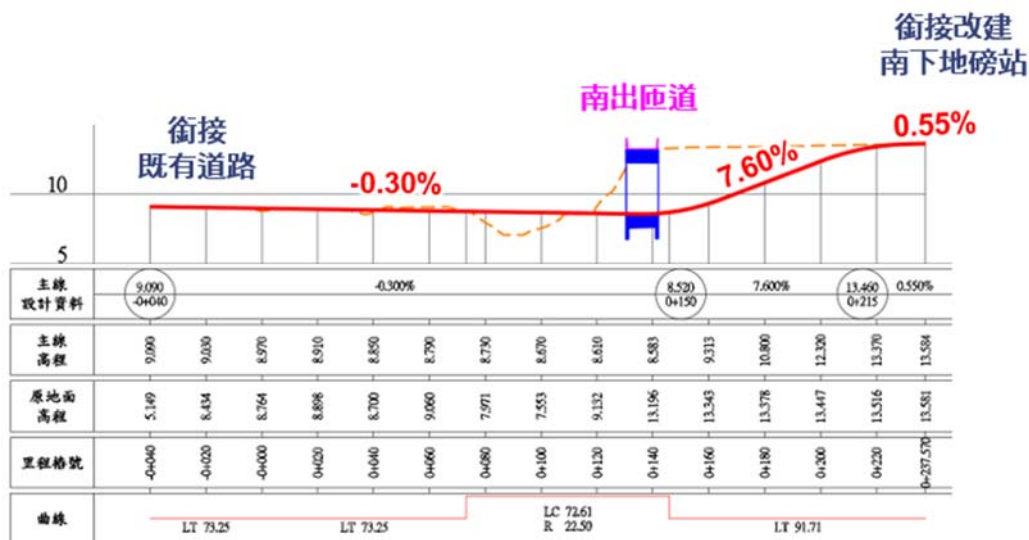 銜接改建
南下地磅站
南出匝道
銜接
既有道路
0.55%
7.60%
-0.30%
10
5
主線
設計資料
9.090
-0+040
-0.300%
8.520
0+150
7.600%
13.460
0+215
0.550%
主線
高程
9.090 9.030 8.970 8.910 8.850 8.790 8.730 8.670 8.610 8.583 9.313 10.800 12.320 13.370 13.584
原地面
高程
5.149 8.434 8.764 8.898 8.700 9.060 7.971 7.553 9.132 13.196 13.343 13.378 13.447 13.516 13.581
里程樁號
-0+040 -0+020 -0+000 0+020 0+040 0+060 0+080 0+100 0+120 0+140 0+160 0+180 0+200 0+220 0+237.570
曲線
LT 73.25
LT 73.25
LC 72.61
R 22.50
LT 91.71